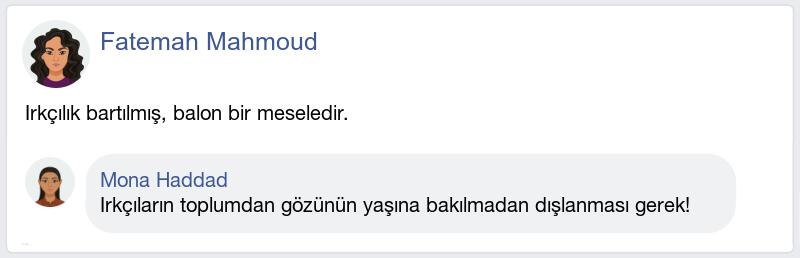 Fatemah Mahmoud
Irkçılık bartılmış, balon bir meseledir.
Mona Haddad
Irkçıların toplumdan gözünün yaşına bakılmadan dışlanması gerek!